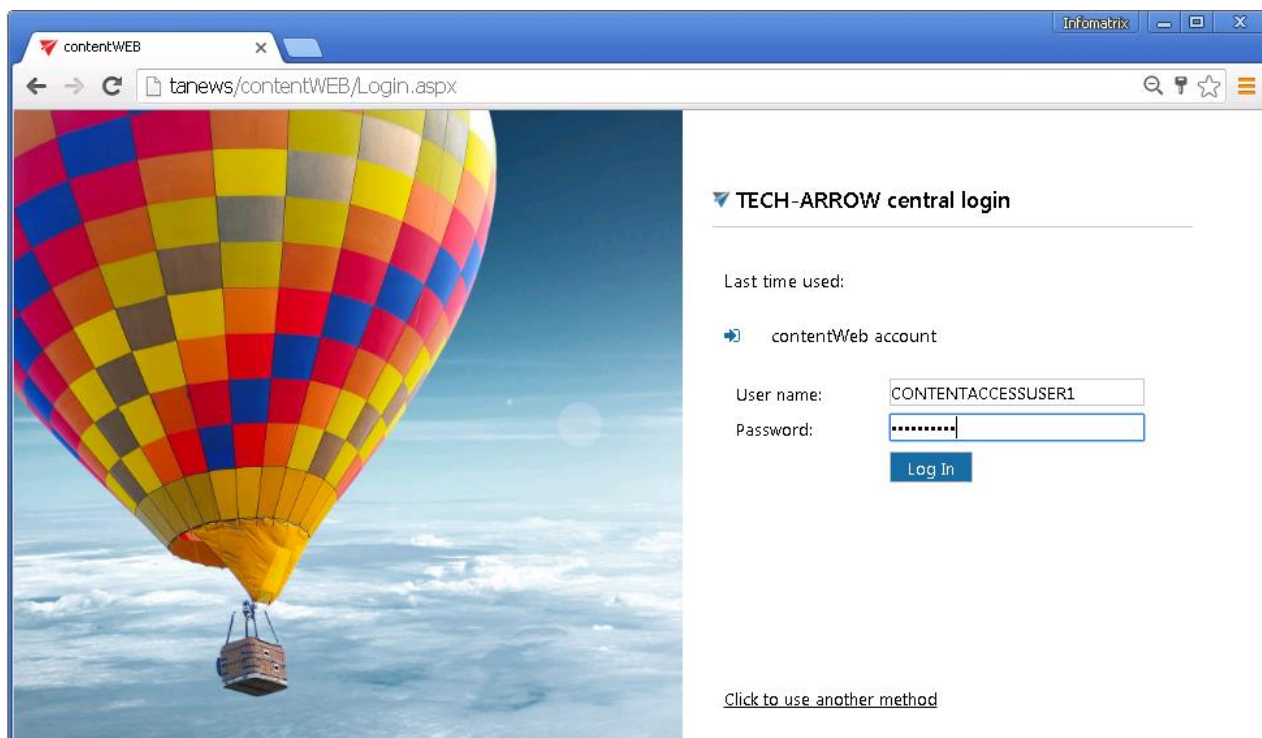 Infomatrix
contentWEB
tanews/contentWEB/Login.aspx
TECH-ARROW central login
Last time used:
contentWeb account
User name: CONTENTACCESSUSER1
Password: ••••••••••
Log In
Click to use another method